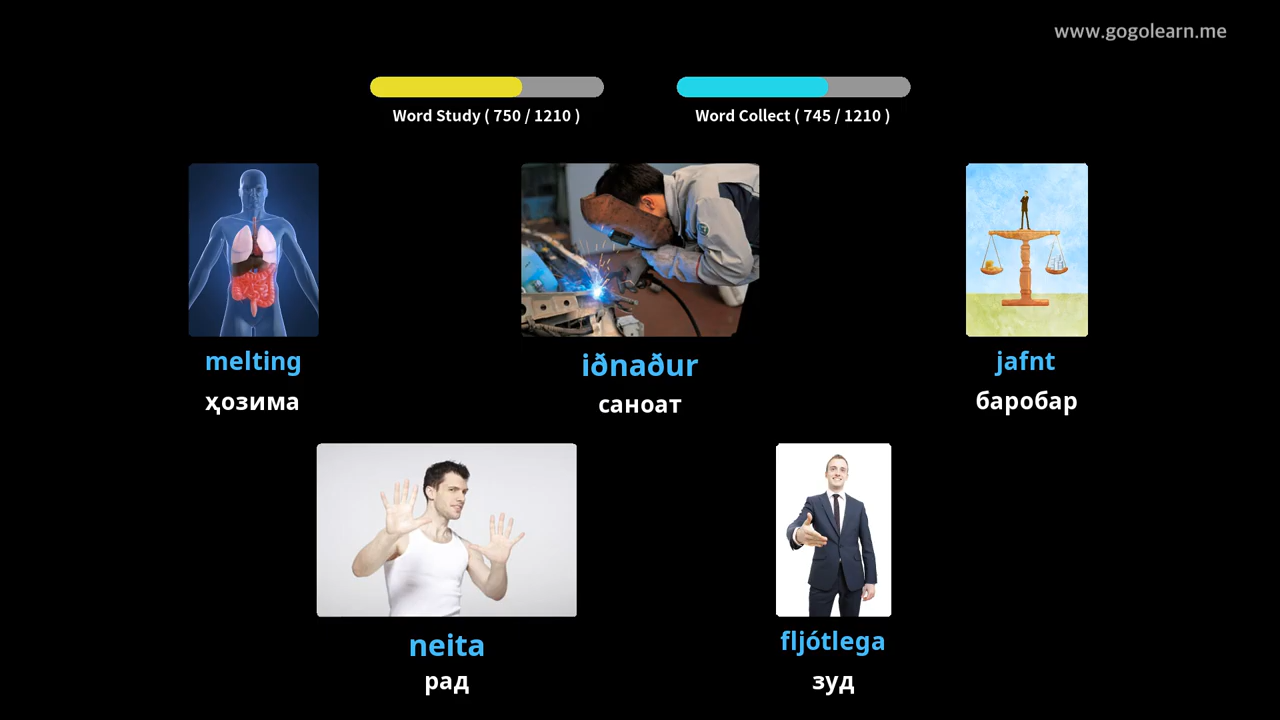 www.gogolearn.me
Word Study ( 750 / 1210 )
Word Collect ( 745 / 1210 )
melting
ҳозима
iðnaður
саноат
jafnt
баробар
neita
рад
fljótlega
зуд